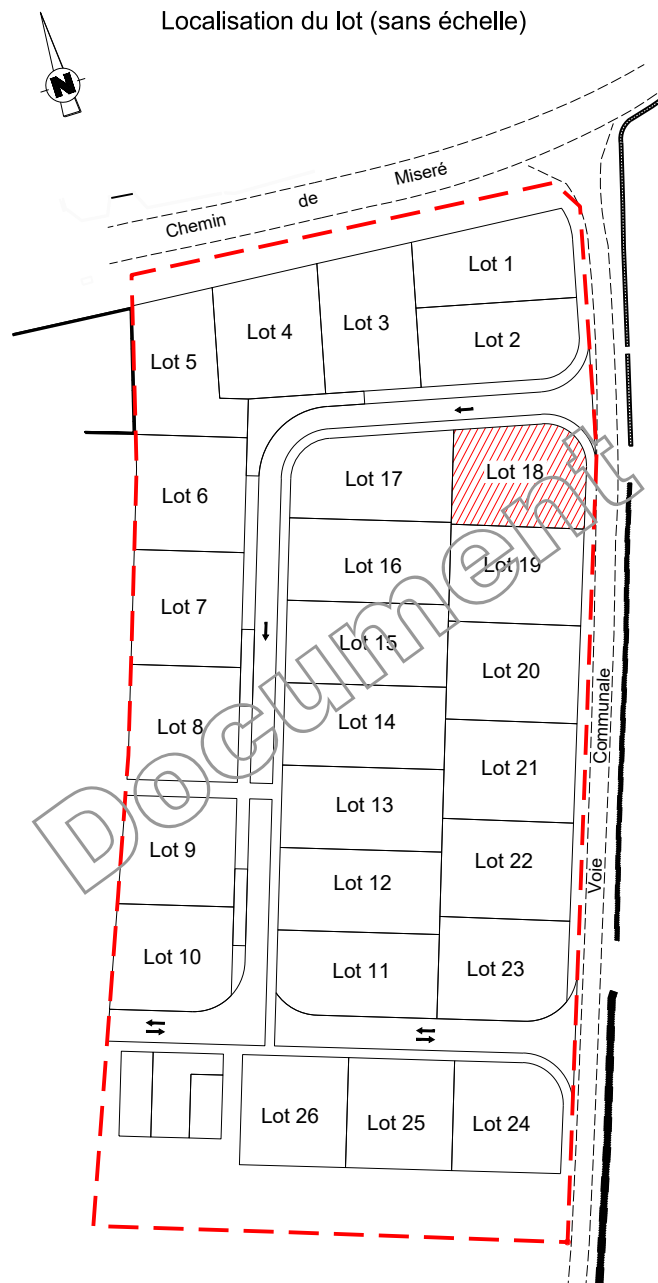 Localisation du lot (sans échelle)
N
Chemin de Miseré
Lot 1
Lot 2
Lot 3
Lot 4
Lot 5
Lot 17
Lot 18
Lot 6
Lot 16
Lot 19
Lot 7
Lot 15
Lot 20
Lot 8
Lot 14
Lot 21
Lot 13
Lot 9
Lot 22
Lot 12
Lot 10
Lot 11
Lot 23
Lot 26
Lot 25
Lot 24
Voie Communale
Document